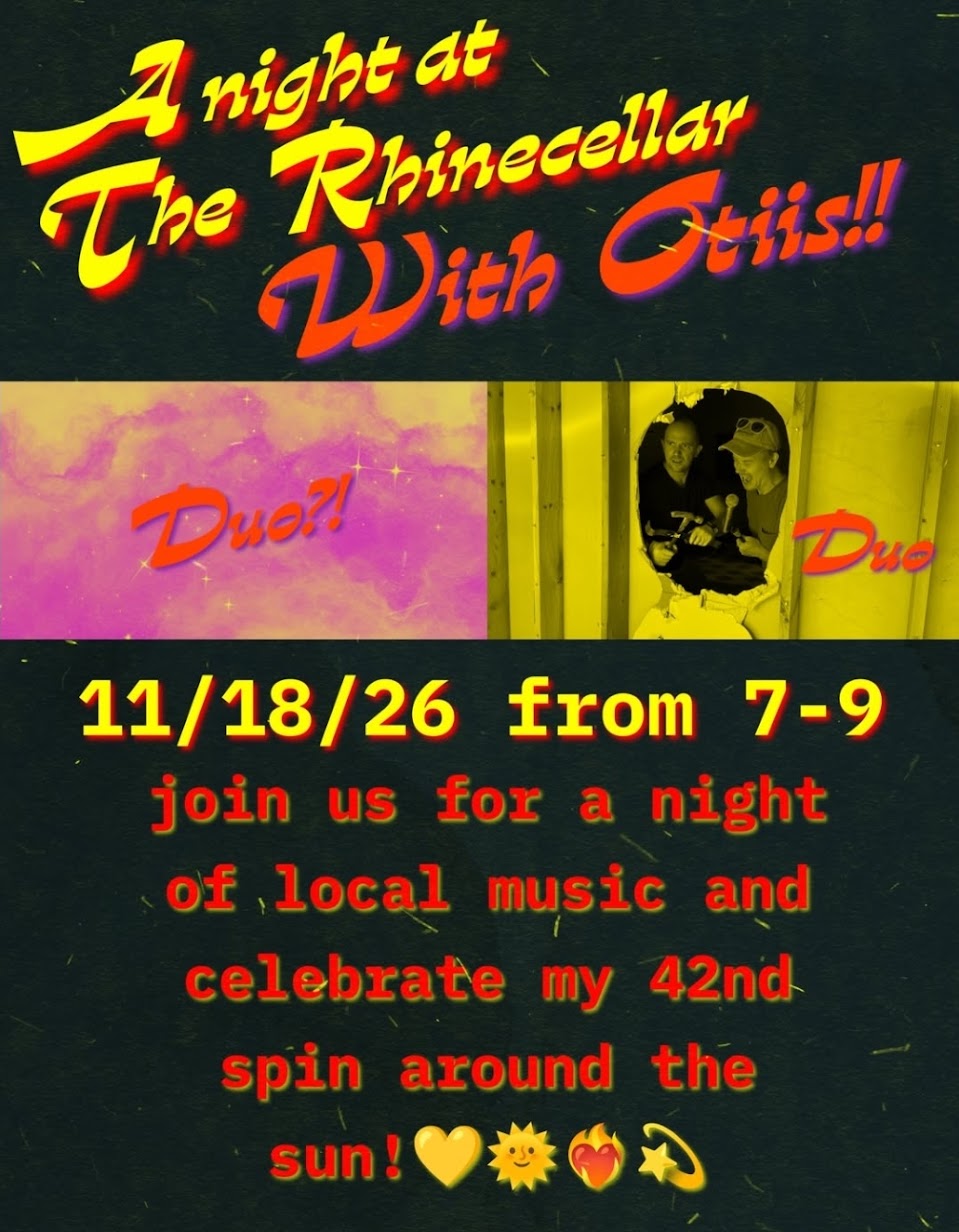 A night at
The Rhinecellar
With Otiis!!
Duo?!
Duo
11/18/26 from 7-9
join us for a night
of local music and
celebrate my 42nd
spin around the
sun!💛🌞❤️‍🔥💫